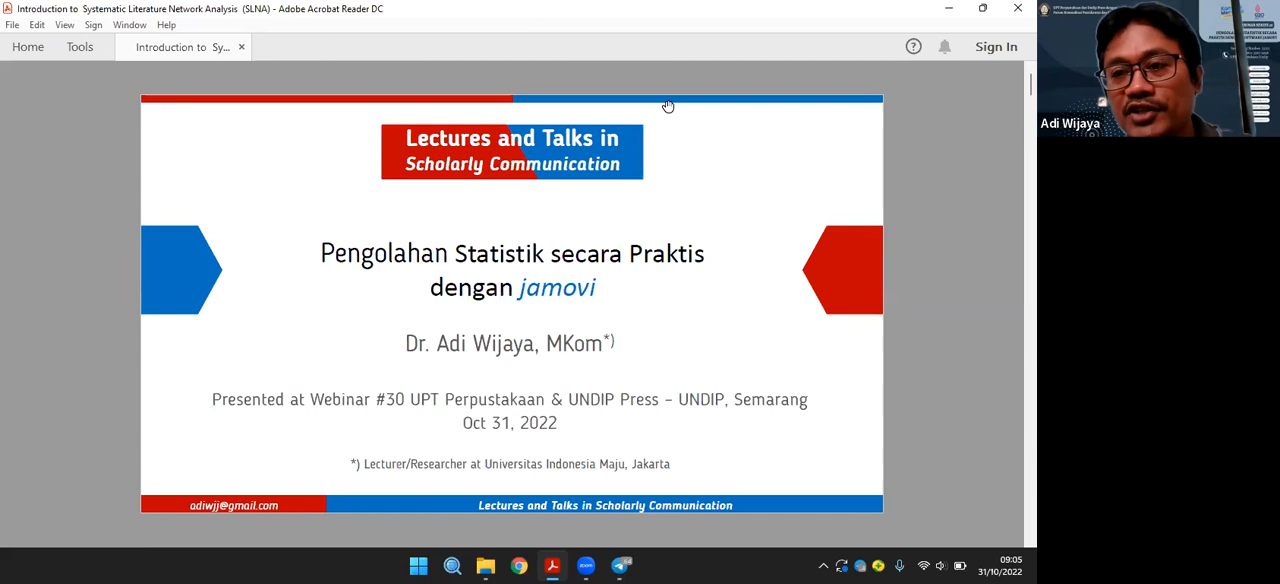 Introduction to Systematic Literature Network Analysis (SLNA) - Adobe Acrobat Reader DC
File Edit View Sign Window Help
Home Tools Introduction to Sy... × Sign In
Lectures and Talks in
Scholarly Communication
Pengolahan Statistik secara Praktis
dengan jamovi
Dr. Adi Wijaya, MKom*)
Presented at Webinar #30 UPT Perpustakaan & UNDIP Press – UNDIP, Semarang
Oct 31, 2022
*) Lecturer/Researcher at Universitas Indonesia Maju, Jakarta
adiwjj@gmail.com Lectures and Talks in Scholarly Communication
Adi Wijaya
zoom
09:05
31/10/2022